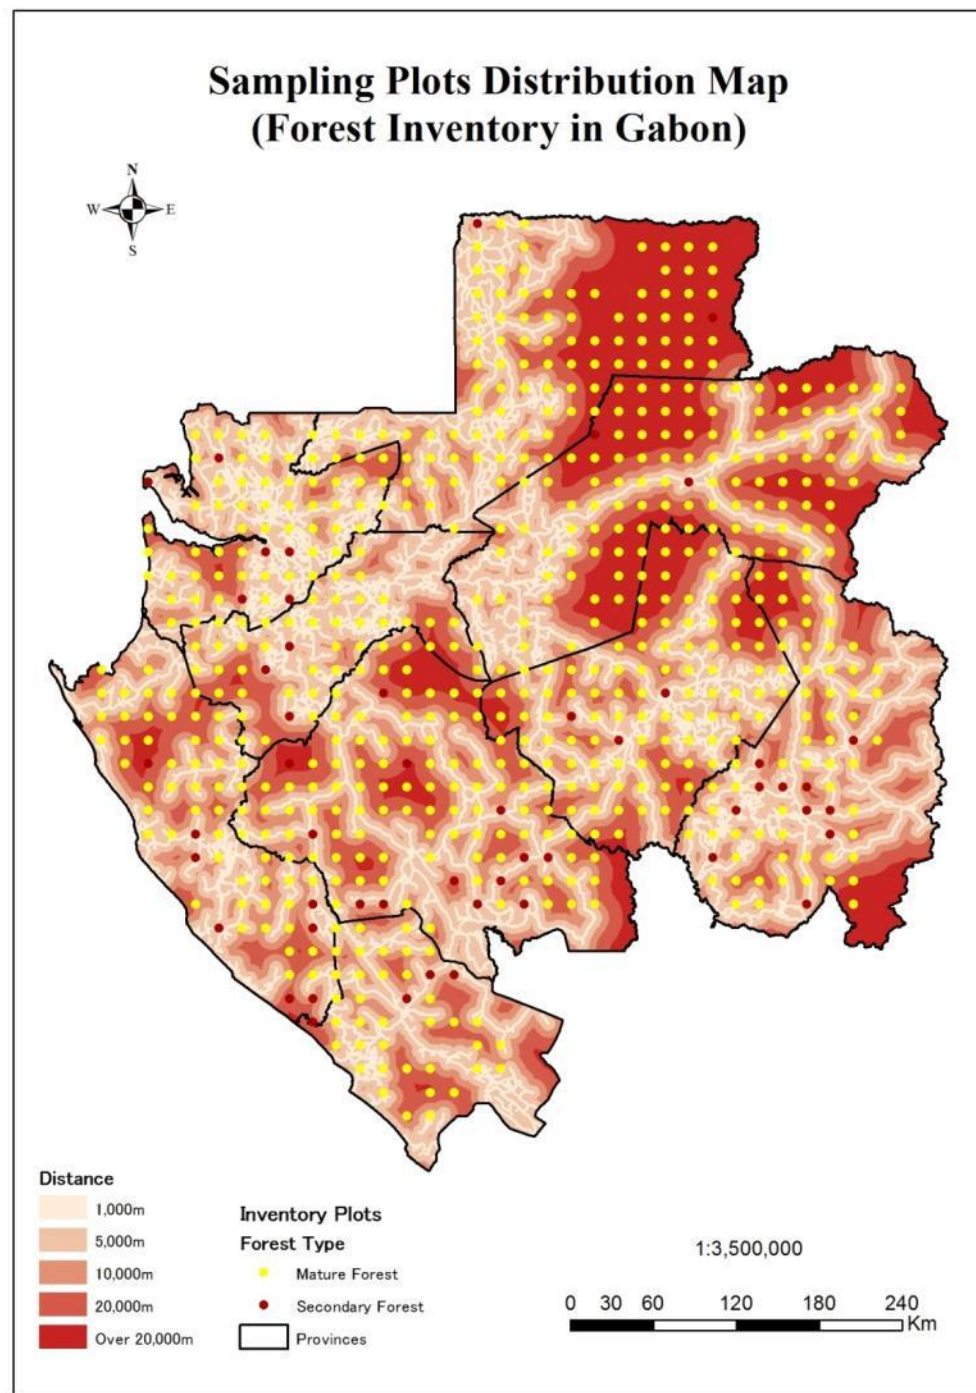 Sampling Plots Distribution Map
(Forest Inventory in Gabon)
N
W E
S
Distance
1,000m
5,000m
10,000m
20,000m
Over 20,000m
Inventory Plots
Forest Type
Mature Forest
Secondary Forest
Provinces
1:3,500,000
0 30 60 120 180 240
Km